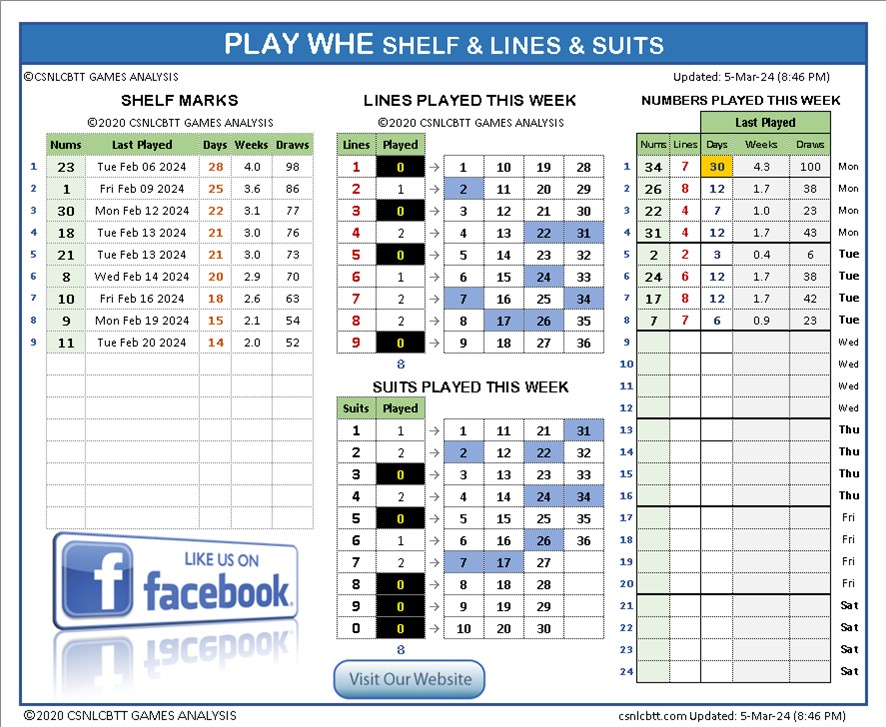 PLAY WHE SHELF & LINES & SUITS
©CSNLCBTT GAMES ANALYSIS
Updated: 5-Mar-24 (8:46 PM)
SHELF MARKS
©2020 CSNLCBTT GAMES ANALYSIS
Nums Last Played Days Weeks Draws
1 23 Tue Feb 06 2024 28 4.0 98
2 1 Fri Feb 09 2024 25 3.6 86
3 30 Mon Feb 12 2024 22 3.1 77
4 18 Tue Feb 13 2024 21 3.0 76
5 21 Tue Feb 13 2024 21 3.0 73
6 8 Wed Feb 14 2024 20 2.9 70
7 10 Fri Feb 16 2024 18 2.6 63
8 9 Mon Feb 19 2024 15 2.1 54
9 11 Tue Feb 20 2024 14 2.0 52
LIKE US ON
f facebook.
LINES PLAYED THIS WEEK
©2020 CSNLCBTT GAMES ANALYSIS
Lines Played
1 0 → 1 10 19 28
2 1 → 2 11 20 29
3 0 → 3 12 21 30
4 2 → 4 13 22 31
5 0 → 5 14 23 32
6 1 → 6 15 24 33
7 2 → 7 16 25 34
8 2 → 8 17 26 35
9 0 → 9 18 27 36
8
SUITS PLAYED THIS WEEK
Suits Played
1 1 → 1 11 21 31
2 2 → 2 12 22 32
3 0 → 3 13 23 33
4 2 → 4 14 24 34
5 0 → 5 15 25 35
6 1 → 6 16 26 36
7 2 → 7 17 27
8 0 → 8 18 28
9 0 → 9 19 29
0 0 → 10 20 30
8
Visit Our Website
NUMBERS PLAYED THIS WEEK
Last Played
Nums Lines Days Weeks Draws
1 34 7 30 4.3 100 Mon
2 26 8 12 1.7 38 Mon
3 22 4 7 1.0 23 Mon
4 31 4 12 1.7 43 Mon
5 2 2 3 0.4 6 Tue
6 24 6 12 1.7 38 Tue
7 17 8 12 1.7 42 Tue
8 7 7 6 0.9 23 Tue
9 Wed
10 Wed
11 Wed
12 Wed
13 Thu
14 Thu
15 Thu
16 Thu
17 Fri
18 Fri
19 Fri
20 Fri
21 Sat
22 Sat
23 Sat
24 Sat
©2020 CSNLCBTT GAMES ANALYSIS
csnlcbtt.com Updated: 5-Mar-24 (8:46 PM)